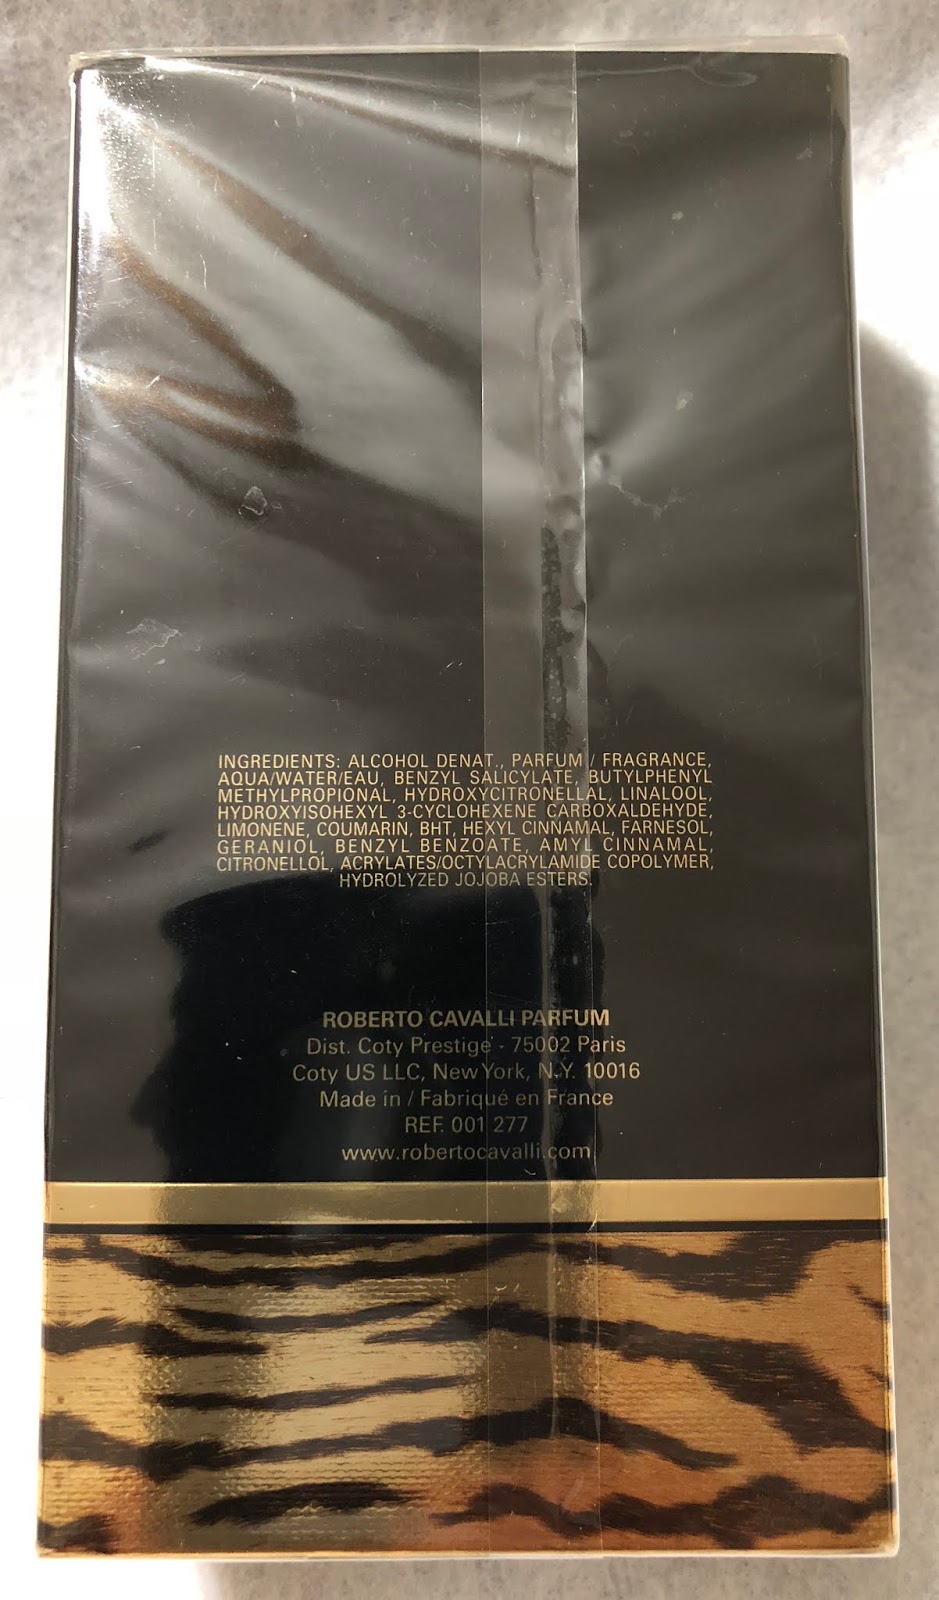 INGREDIENTS: ALCOHOL DENAT., PARFUM / FRAGRANCE,
AQUA/WATER/EAU, BENZYL SALICYLATE, BUTYLPHENYL
METHYLPROPIONAL, HYDROXYCITRONELLAL, LINALOOL,
HYDROXYISOHEXYL 3-CYCLOHEXENE CARBOXALDEHYDE,
LIMONENE, COUMARIN, BHT, HEXYL CINNAMAL, FARNESOL,
GERANIOL, BENZYL BENZOATE, AMYL CINNAMAL,
CITRONELLOL, ACRYLATES/OCTYLACRYLAMIDE COPOLYMER,
HYDROLYZED JOJOBA ESTERS.
ROBERTO CAVALLI PARFUM
Dist. Coty Prestige - 75002 Paris
Coty US LLC, New York, N.Y. 10016
Made in / Fabriqué en France
REF. 001 277
www.robertocavalli.com